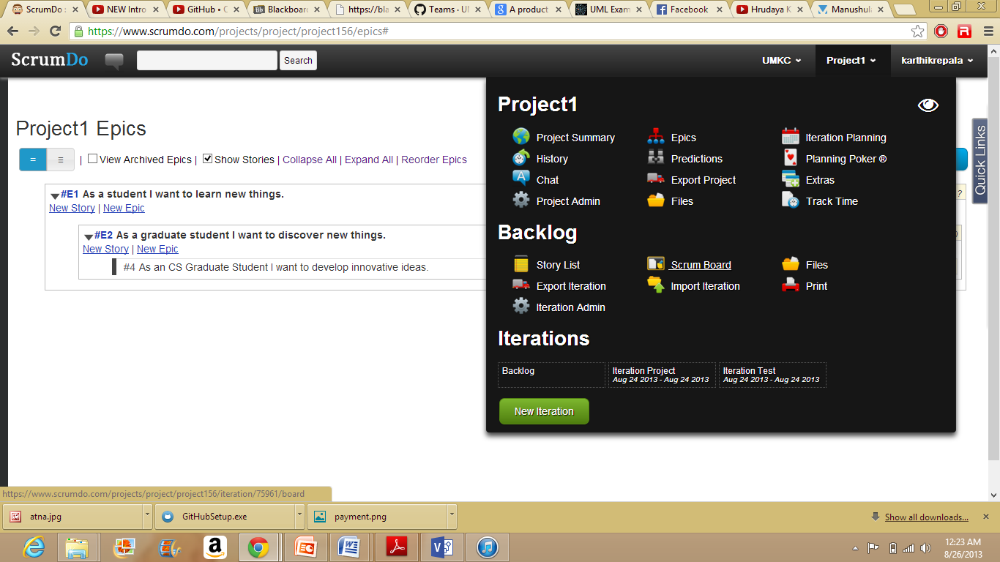 ScrumDo s
NEW Intro
GitHub • C
Blackboard
https://bla
Teams · UM
A product
UML Exam
Facebook
Hrudaya K
Manushul
https://www.scrumdo.com/projects/project/project156/epics#
ScrumDo
Search
UMKC
Project1
karthikrepala
Project1 Epics
| View Archived Epics | Show Stories | Collapse All | Expand All | Reorder Epics
#E1 As a student I want to learn new things.
?
New Story | New Epic
#E2 As a graduate student I want to discover new things.
New Story | New Epic
#4 As an CS Graduate Student I want to develop innovative ideas.
Project1
Project Summary
Epics
Iteration Planning
History
Predictions
Planning Poker ®
Chat
Export Project
Extras
Project Admin
Files
Track Time
Backlog
Story List
Scrum Board
Files
Export Iteration
Import Iteration
Print
Iteration Admin
Iterations
Backlog
Iteration Project
Aug 24 2013 - Aug 24 2013
Iteration Test
Aug 24 2013 - Aug 24 2013
New Iteration
Quick Links
https://www.scrumdo.com/projects/project/project156/iteration/75961/board
atna.jpg
GitHubSetup.exe
payment.png
Show all downloads...
12:23 AM
8/26/2013